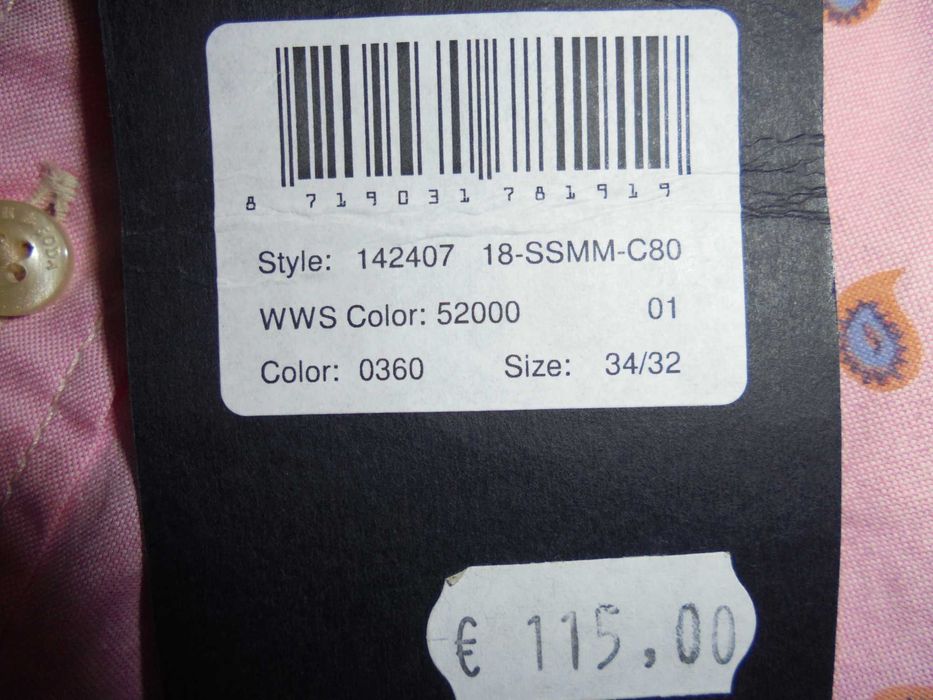 8 719031 781919
Style: 142407 18-SSMM-C80
WWS Color: 52000 01
Color: 0360 Size: 34/32
€ 115,00